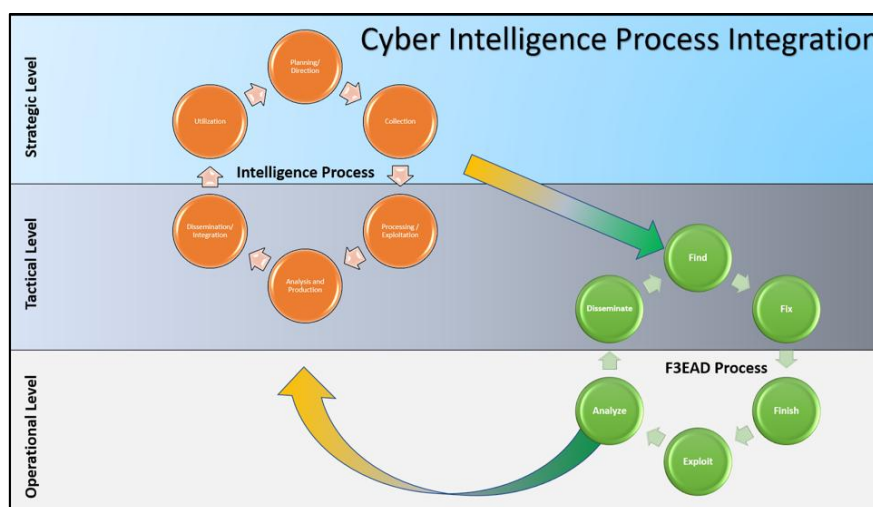 Cyber Intelligence Process Integration
Strategic Level
Planning/
Direction
Utilization
Collection
Intelligence Process
Tactical Level
Dissemination/
Integration
Processing /
Exploitation
Analysis and
Production
Find
Disseminate
Fix
F3EAD Process
Operational Level
Analyze
Finish
Exploit